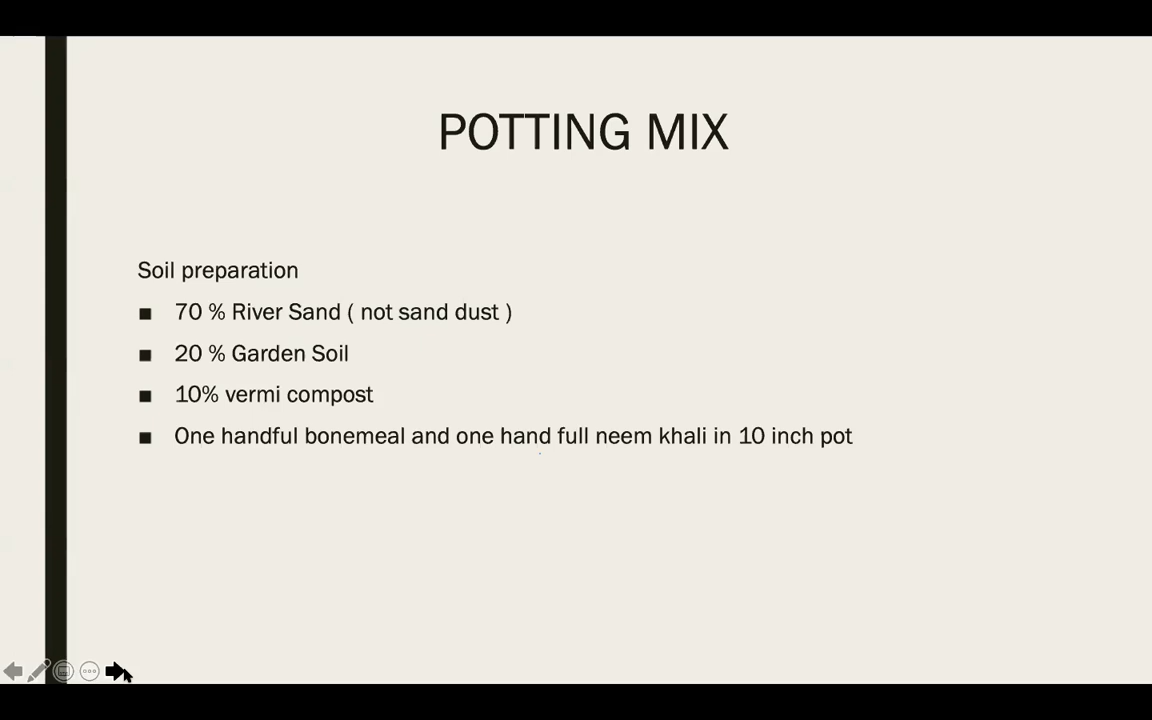 POTTING MIX
Soil preparation
■ 70 % River Sand ( not sand dust )
■ 20 % Garden Soil
■ 10% vermi compost
■ One handful bonemeal and one hand full neem khali in 10 inch pot